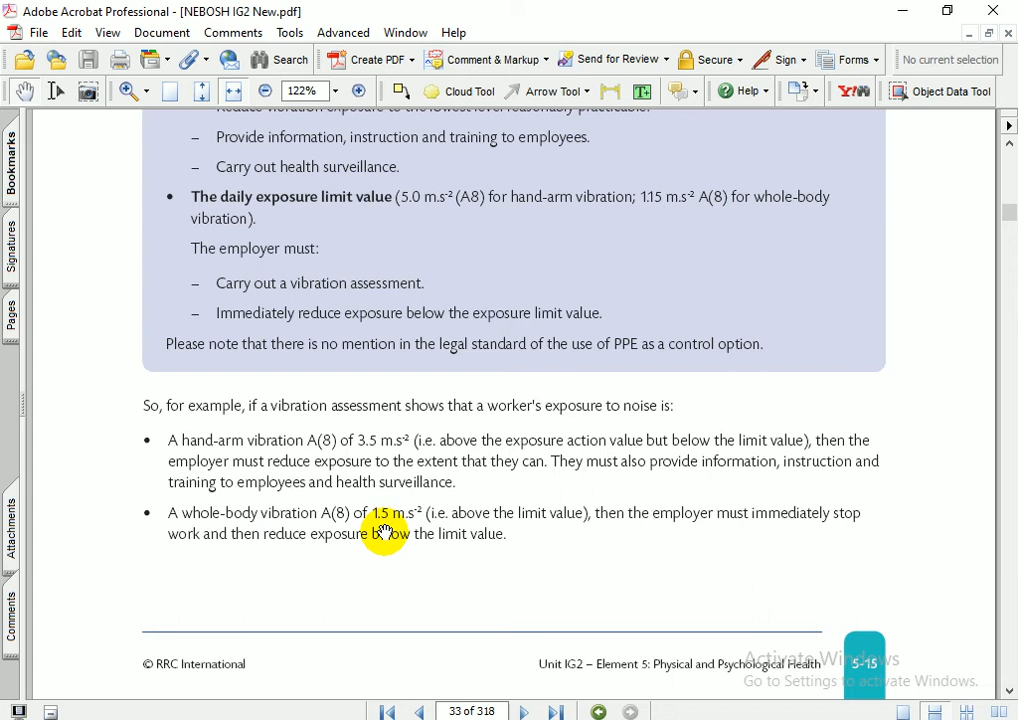 Adobe Acrobat Professional - [NEBOSH IG2 New.pdf]
File Edit View Document Comments Tools Advanced Window Help
Search Create PDF Comment & Markup Send for Review Secure Sign Forms No current selection
122% Cloud Tool Arrow Tool Help Y! Object Data Tool
Bookmarks
Signatures
Pages
Attachments
Comments
Reduce vibration exposure to the lowest level reasonably practicable.
– Provide information, instruction and training to employees.
– Carry out health surveillance.
• The daily exposure limit value (5.0 m.s⁻² (A8) for hand-arm vibration; 1.15 m.s⁻² A(8) for whole-body
vibration).
The employer must:
– Carry out a vibration assessment.
– Immediately reduce exposure below the exposure limit value.
Please note that there is no mention in the legal standard of the use of PPE as a control option.
So, for example, if a vibration assessment shows that a worker's exposure to noise is:
• A hand-arm vibration A(8) of 3.5 m.s⁻² (i.e. above the exposure action value but below the limit value), then the
employer must reduce exposure to the extent that they can. They must also provide information, instruction and
training to employees and health surveillance.
• A whole-body vibration A(8) of 1.5 m.s⁻² (i.e. above the limit value), then the employer must immediately stop
work and then reduce exposure below the limit value.
© RRC International Unit IG2 – Element 5: Physical and Psychological Health 5-15
Activate Windows
Go to Settings to activate Windows.
33 of 318